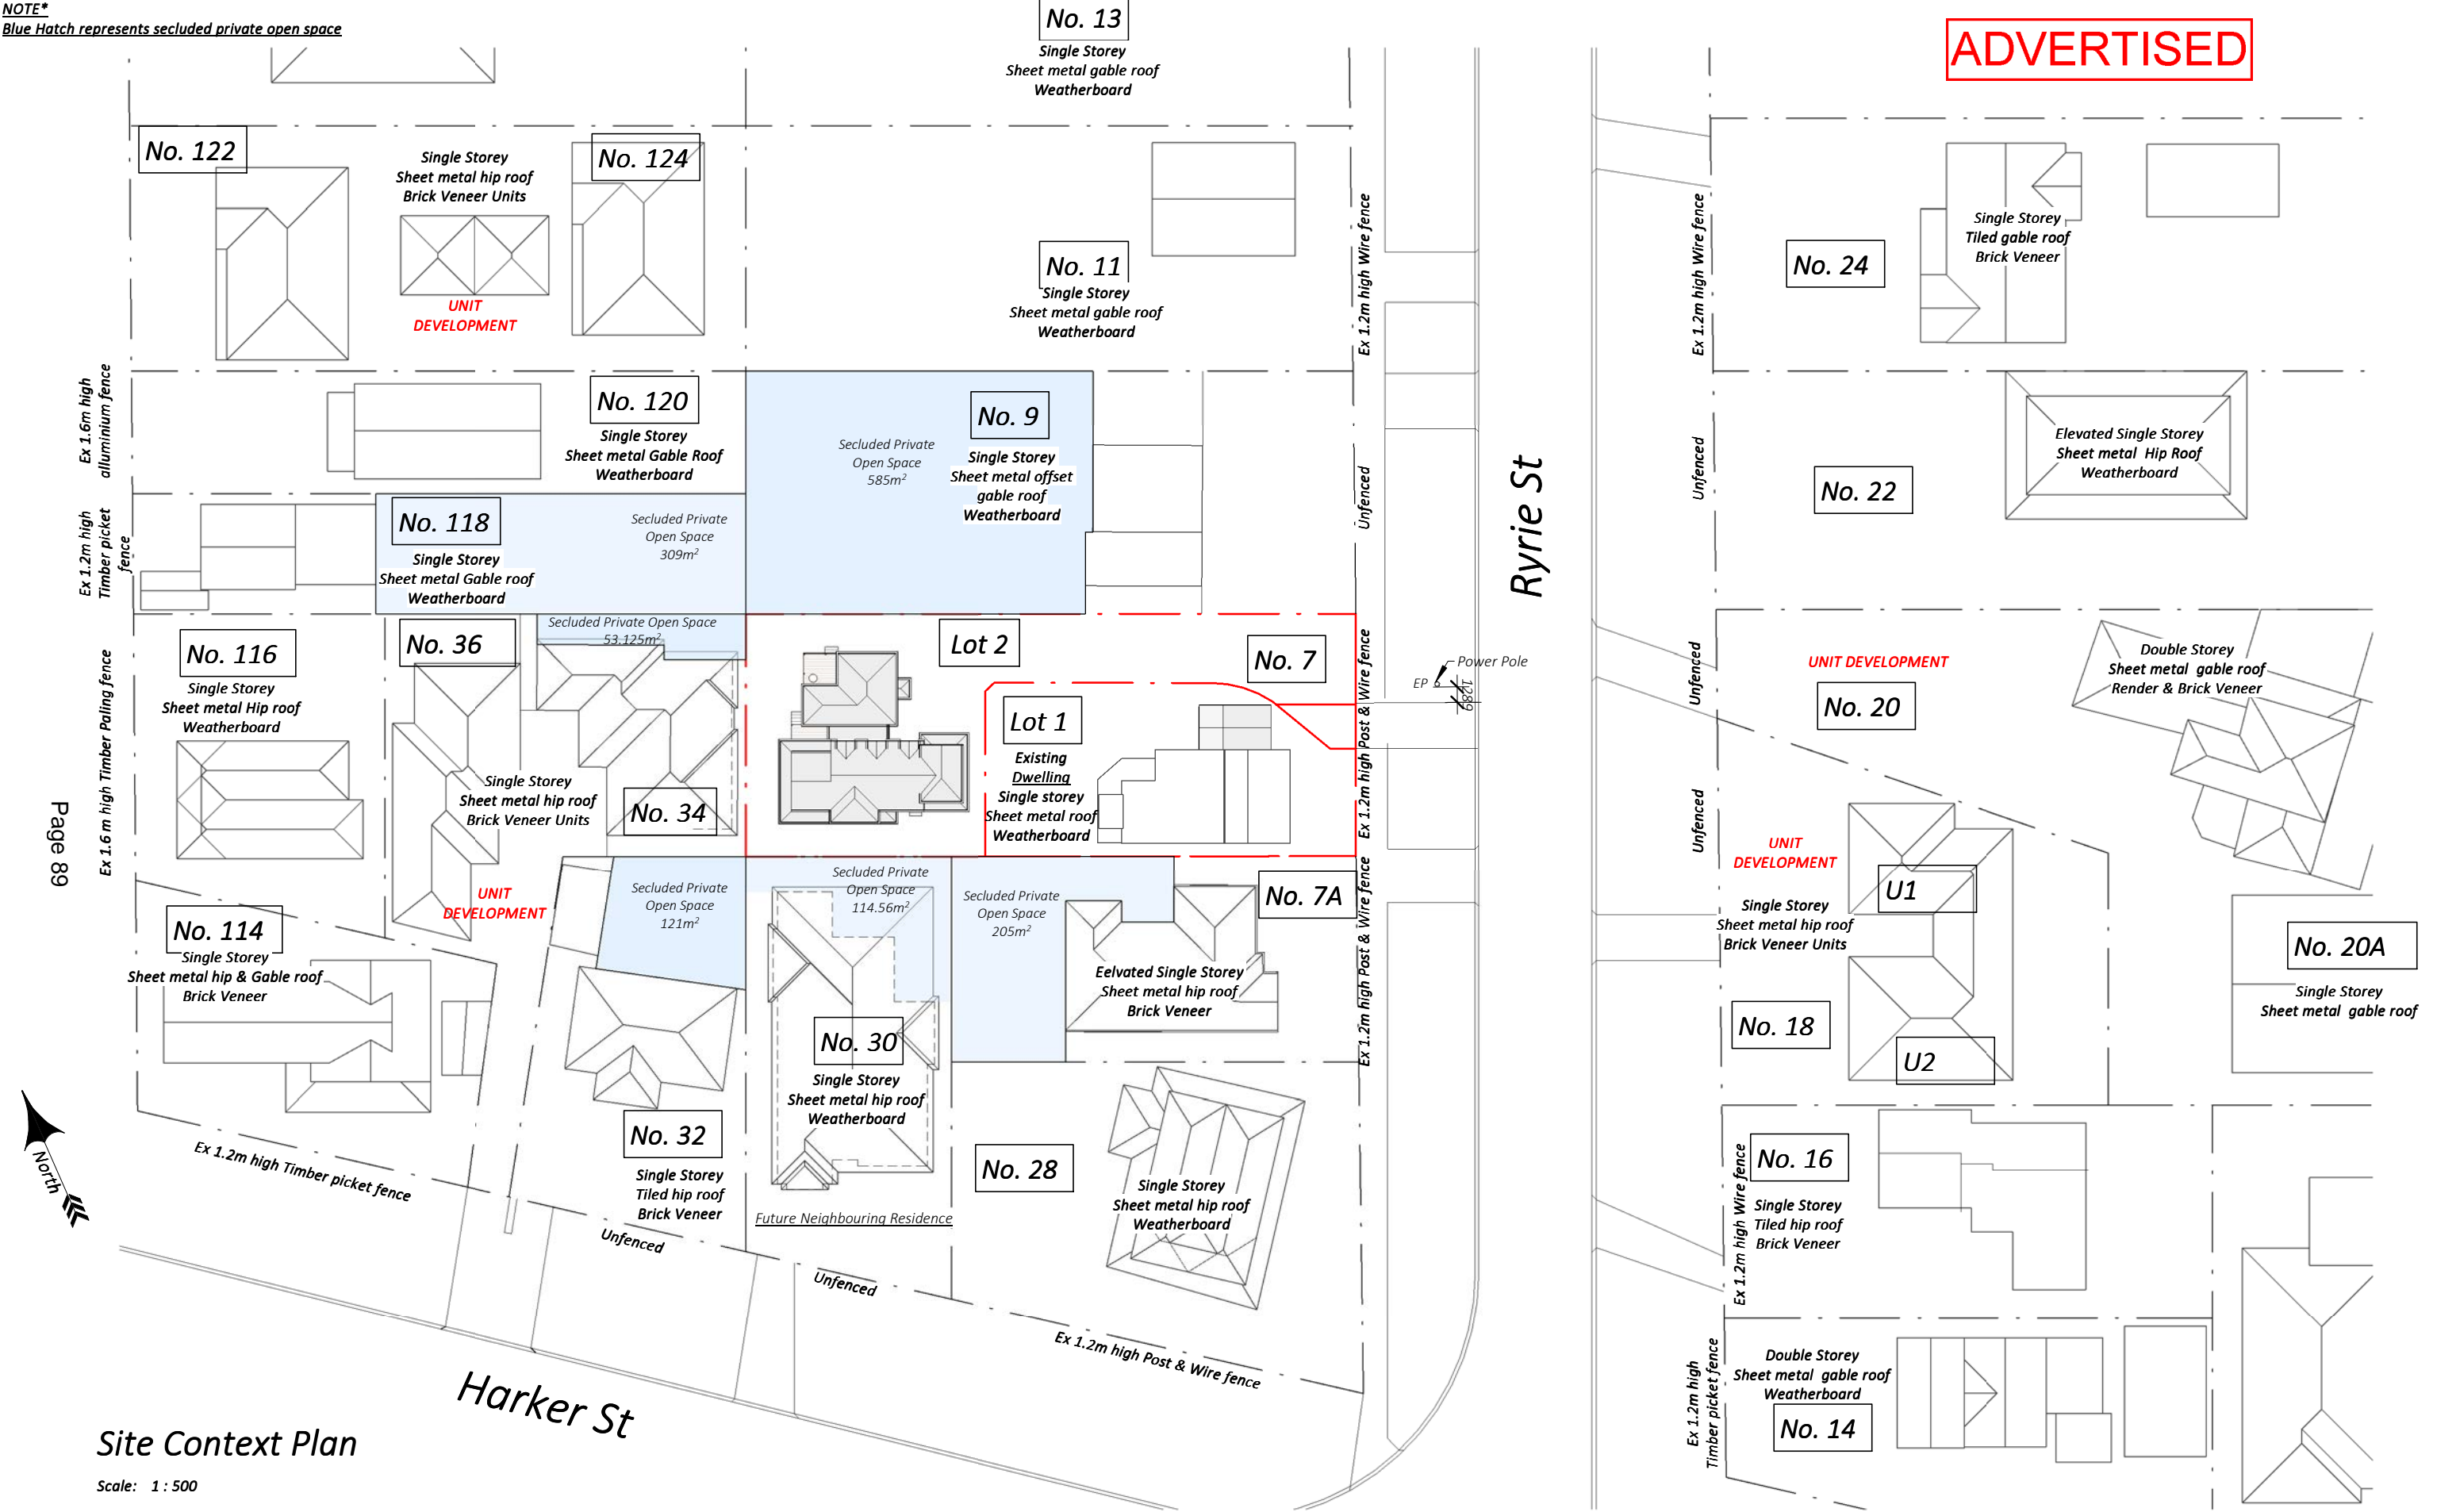 NOTE*
Blue Hatch represents secluded private open space
ADVERTISED
No. 13
Single Storey
Sheet metal gable roof
Weatherboard
No. 122
Single Storey
Sheet metal hip roof
Brick Veneer Units
UNIT
DEVELOPMENT
No. 124
No. 11
Single Storey
Sheet metal gable roof
Weatherboard
Ex 1.2m high Wire fence
Ex 1.2m high Wire fence
No. 24
Single Storey
Tiled gable roof
Brick Veneer
Ex 1.6m high
alluminium fence
No. 120
Single Storey
Sheet metal Gable Roof
Weatherboard
Secluded Private
Open Space
585m²
No. 9
Single Storey
Sheet metal offset
gable roof
Weatherboard
Unfenced
Ryrie St
Unfenced
No. 22
Elevated Single Storey
Sheet metal Hip Roof
Weatherboard
Ex 1.2m high
Timber picket
fence
No. 118
Single Storey
Sheet metal Gable roof
Weatherboard
Secluded Private
Open Space
309m²
Ex 1.6 m high Timber Paling fence
No. 116
Single Storey
Sheet metal Hip roof
Weatherboard
No. 36
Secluded Private Open Space
53.125m²
Single Storey
Sheet metal hip roof
Brick Veneer Units
No. 34
UNIT
DEVELOPMENT
Lot 2
No. 7
Lot 1
Existing
Dwelling
Single storey
Sheet metal roof
Weatherboard
Ex 1.2m high Post & Wire fence
Power Pole
EP
1289
Unfenced
UNIT DEVELOPMENT
No. 20
Double Storey
Sheet metal gable roof
Render & Brick Veneer
Unfenced
UNIT
DEVELOPMENT
Single Storey
Sheet metal hip roof
Brick Veneer Units
U1
No. 18
U2
No. 20A
Single Storey
Sheet metal gable roof
Page 89
No. 114
Single Storey
Sheet metal hip & Gable roof
Brick Veneer
Secluded Private
Open Space
121m²
Secluded Private
Open Space
114.56m²
Secluded Private
Open Space
205m²
No. 7A
Eelvated Single Storey
Sheet metal hip roof
Brick Veneer
Ex 1.2m high Post & Wire fence
No. 30
Single Storey
Sheet metal hip roof
Weatherboard
Future Neighbouring Residence
No. 32
Single Storey
Tiled hip roof
Brick Veneer
No. 28
Single Storey
Sheet metal hip roof
Weatherboard
North
Ex 1.2m high Timber picket fence
Unfenced
Unfenced
Ex 1.2m high Post & Wire fence
Ex 1.2m high Wire fence
No. 16
Single Storey
Tiled hip roof
Brick Veneer
Ex 1.2m high
Timber picket fence
Double Storey
Sheet metal gable roof
Weatherboard
No. 14
Harker St
Site Context Plan
Scale: 1 : 500